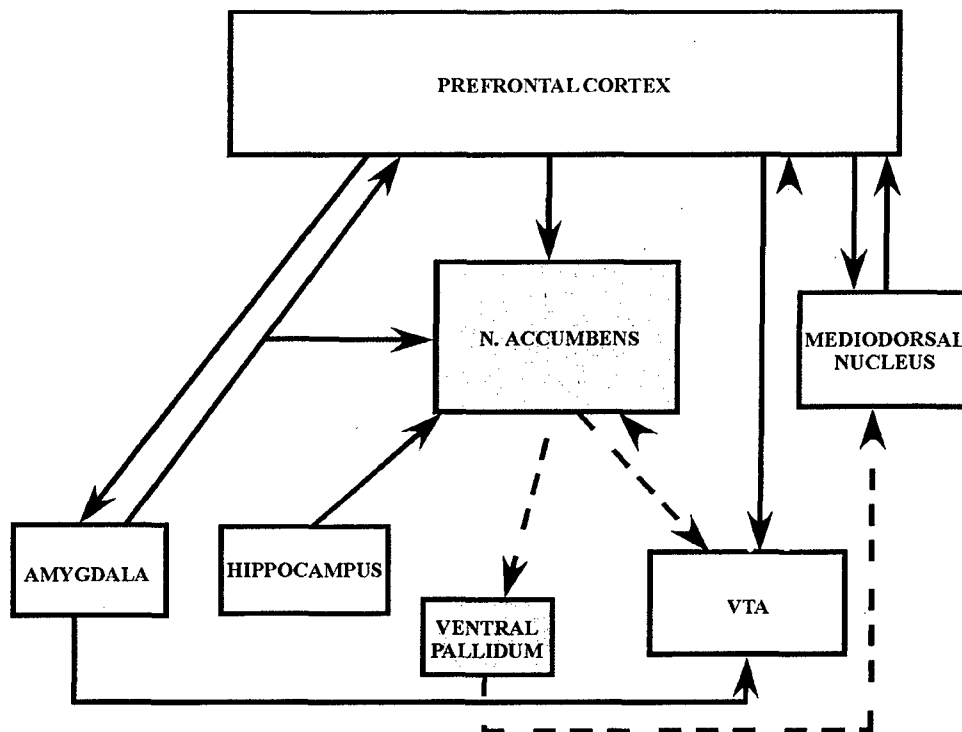 PREFRONTAL CORTEX
N. ACCUMBENS
MEDIODORSAL
NUCLEUS
AMYGDALA
HIPPOCAMPUS
VTA
VENTRAL
PALLIDUM